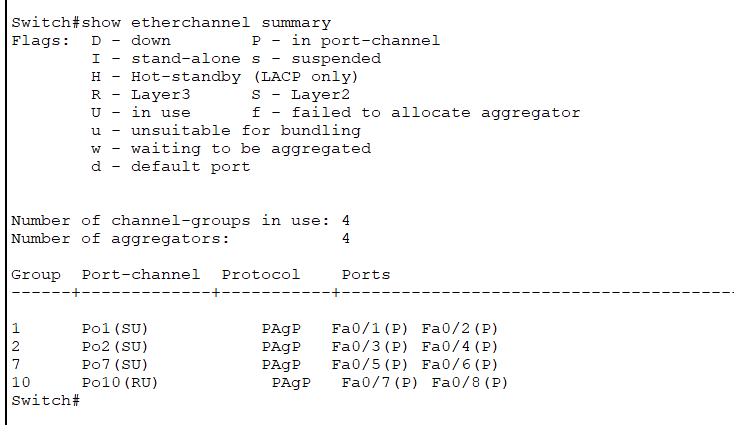 Switch#show etherchannel summary
Flags:  D - down        P - in port-channel
        I - stand-alone s - suspended
        H - Hot-standby (LACP only)
        R - Layer3      S - Layer2
        U - in use      f - failed to allocate aggregator
        u - unsuitable for bundling
        w - waiting to be aggregated
        d - default port
Number of channel-groups in use: 4
Number of aggregators:           4
Group  Port-channel  Protocol    Ports
------+-------------+-----------+----------------------------------------
1      Po1(SU)           PAgP   Fa0/1(P) Fa0/2(P)
2      Po2(SU)           PAgP   Fa0/3(P) Fa0/4(P)
7      Po7(SU)           PAgP   Fa0/5(P) Fa0/6(P)
10     Po10(RU)           PAgP   Fa0/7(P) Fa0/8(P)
Switch#